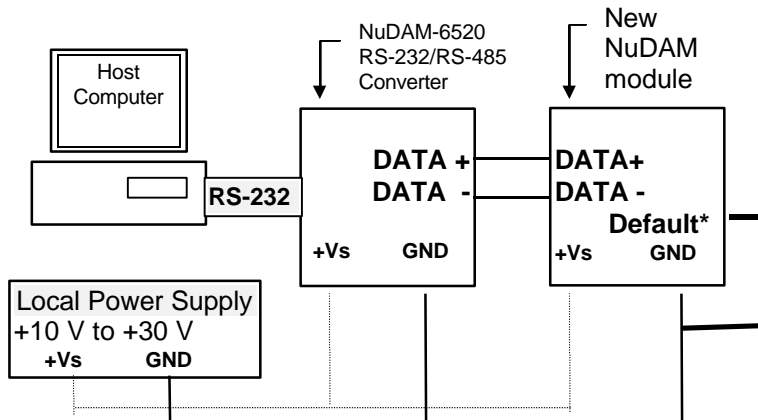 Host
Computer
RS-232
NuDAM-6520
RS-232/RS-485
Converter
DATA +
DATA -
+Vs GND
New
NuDAM
module
DATA+
DATA -
Default*
+Vs GND
Local Power Supply
+10 V to +30 V
+Vs GND